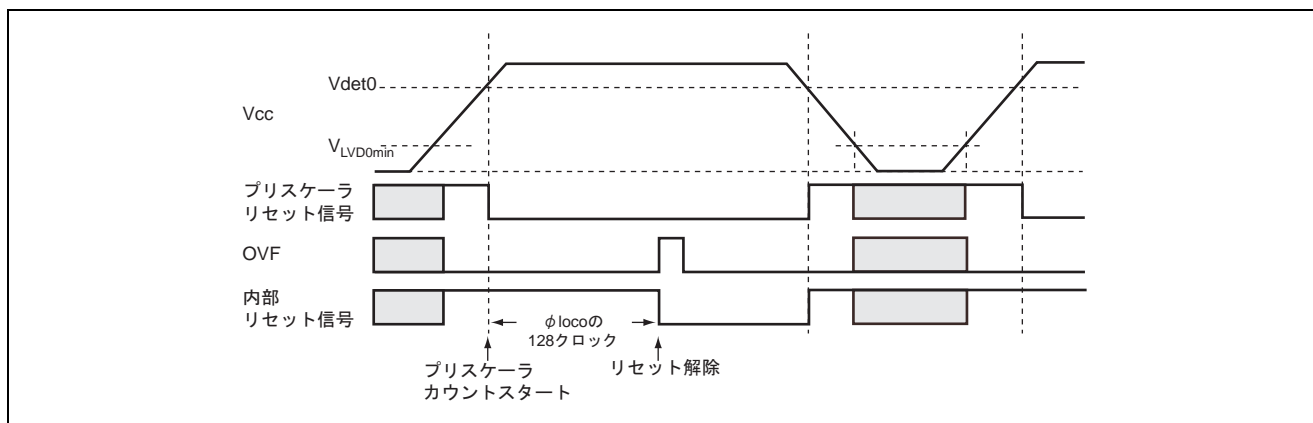 Vdet0
Vcc
VLVD0min
プリスケーラ
リセット信号
OVF
内部
リセット信号
φlocoの
128クロック
プリスケーラ
カウントスタート
リセット解除